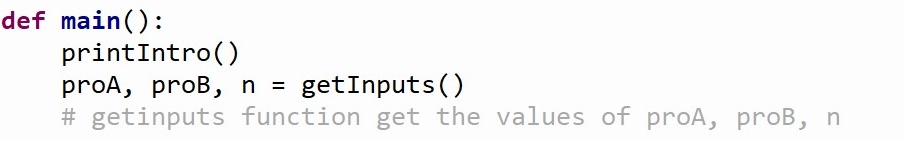 def main():
    printIntro()
    proA, proB, n = getInputs()
    # getinputs function get the values of proA, proB, n